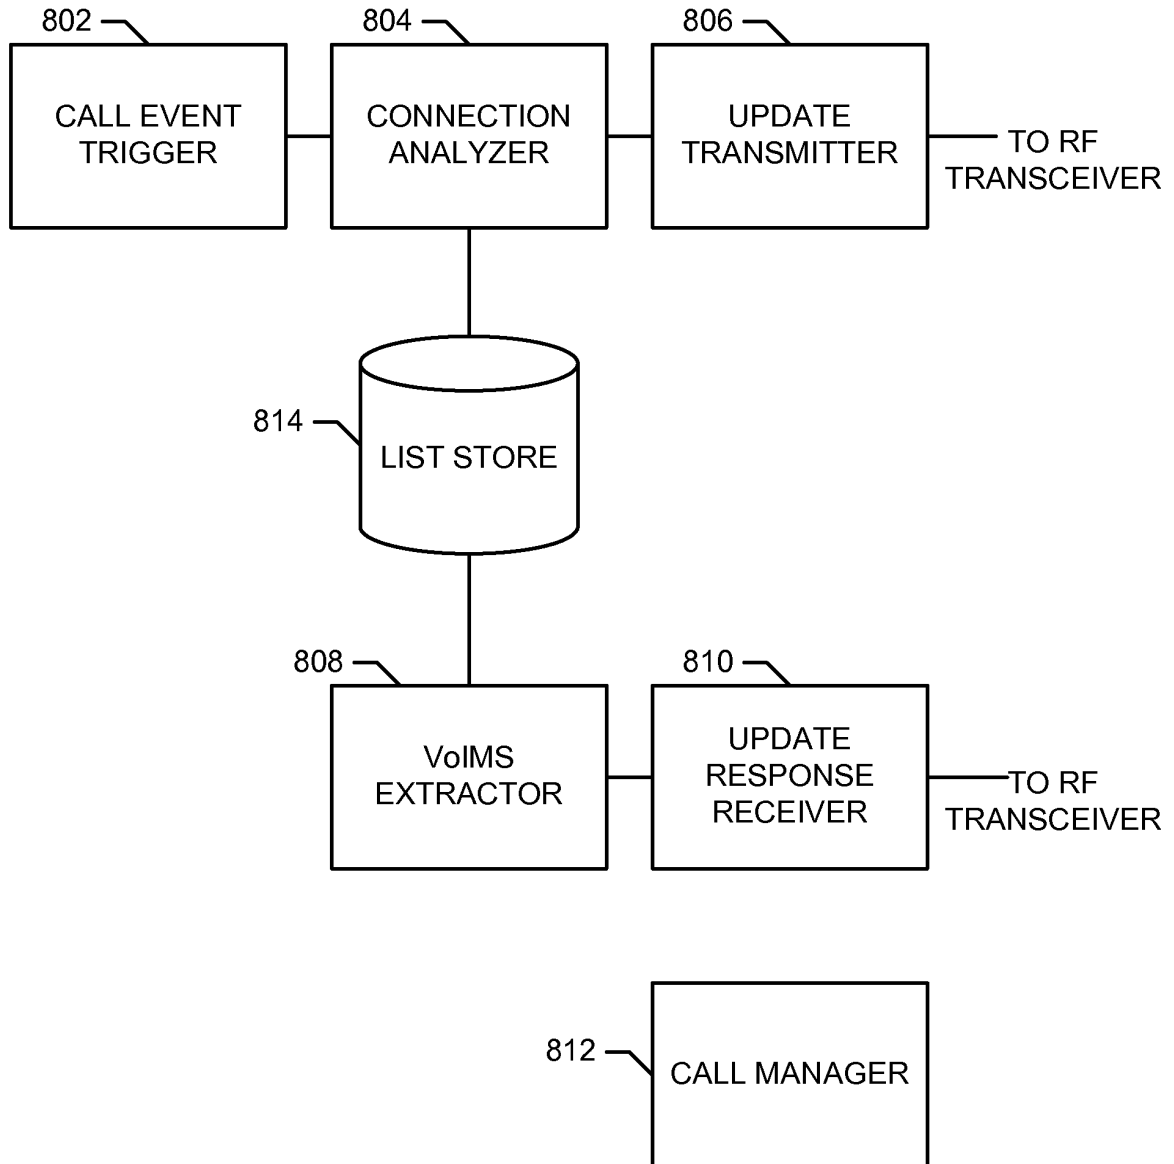 802
804
806
CALL EVENT
TRIGGER
CONNECTION
ANALYZER
UPDATE
TRANSMITTER
TO RF
TRANSCEIVER
814
LIST STORE
808
810
VoIMS
EXTRACTOR
UPDATE
RESPONSE
RECEIVER
TO RF
TRANSCEIVER
812
CALL MANAGER